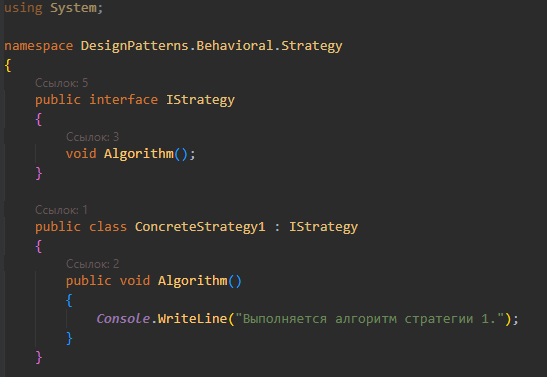 using System;
namespace DesignPatterns.Behavioral.Strategy
{
Ссылок: 5
public interface IStrategy
{
Ссылок: 3
void Algorithm();
}
Ссылок: 1
public class ConcreteStrategy1 : IStrategy
{
Ссылок: 2
public void Algorithm()
{
Console.WriteLine("Выполняется алгоритм стратегии 1.");
}
}